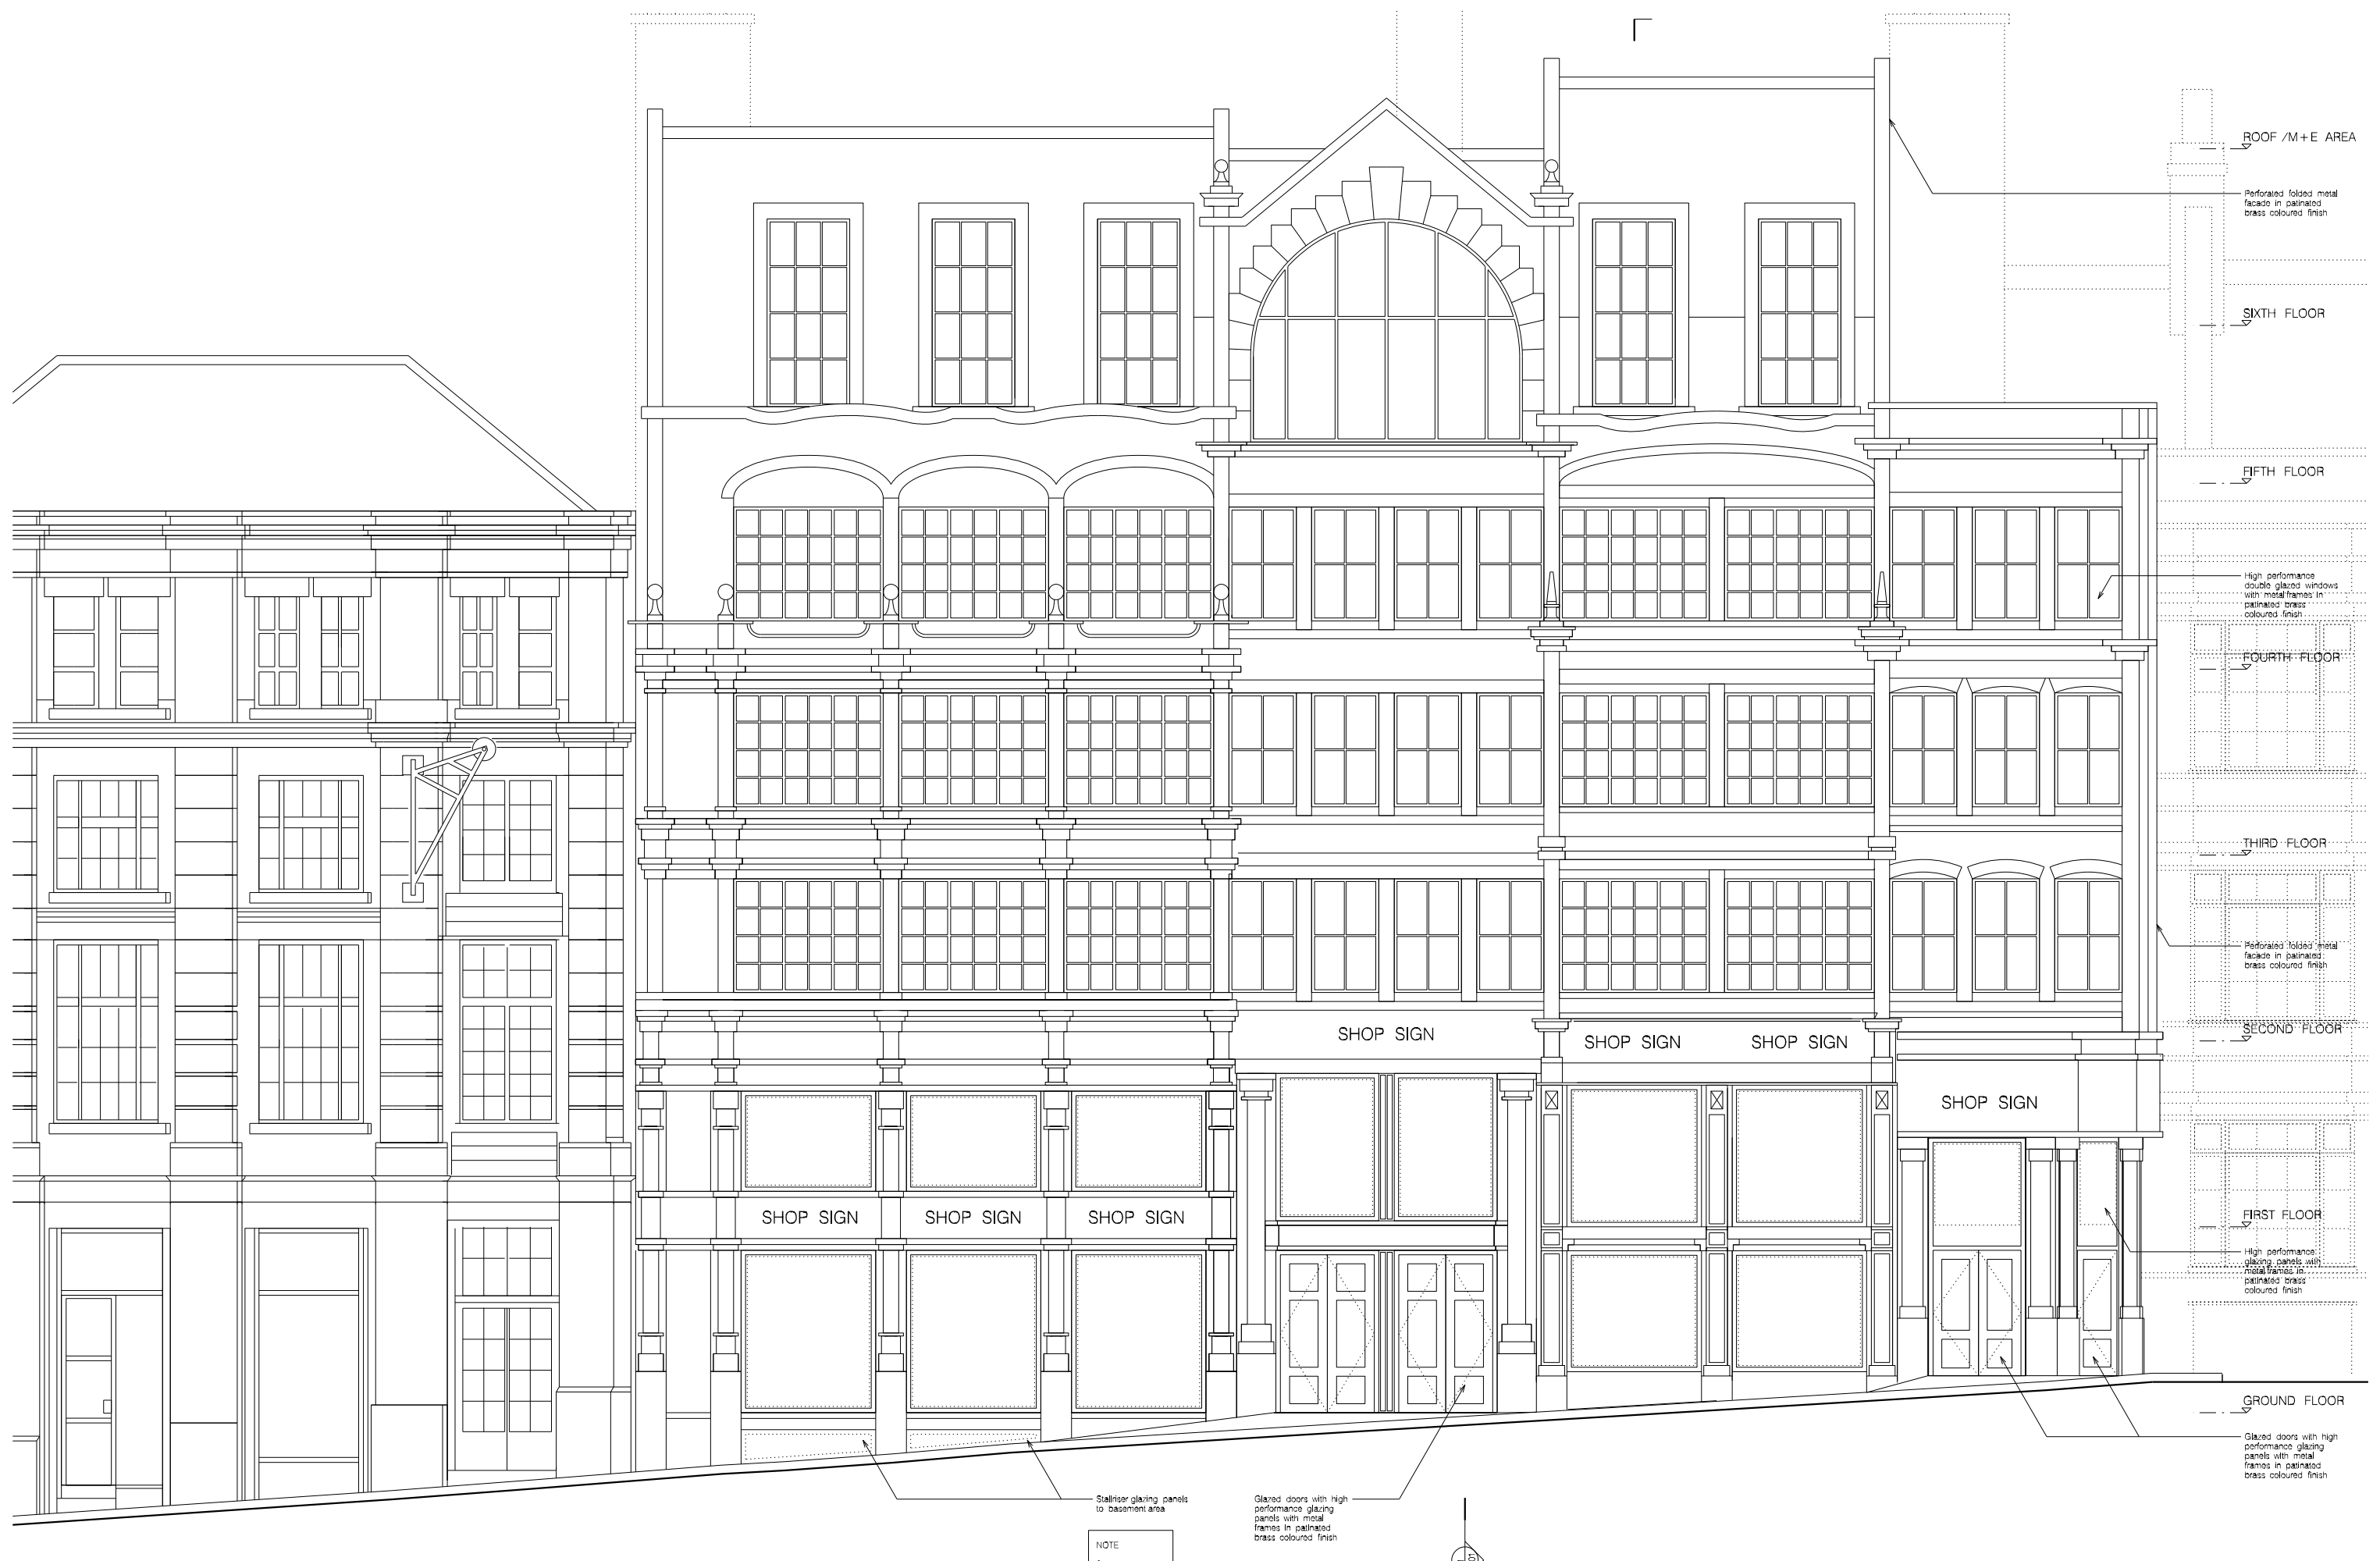 ROOF /M+E AREA
Perforated folded metal
facade in patinated
brass coloured finish
SIXTH FLOOR
FIFTH FLOOR
High performance
double glazed windows
with metal frames in
patinated brass
coloured finish
FOURTH FLOOR
THIRD FLOOR
Perforated folded metal
facade in patinated
brass coloured finish
SECOND FLOOR
SHOP SIGN
SHOP SIGN
SHOP SIGN
SHOP SIGN
SHOP SIGN
SHOP SIGN
SHOP SIGN
FIRST FLOOR
High performance
glazing panels with
metal frames in
patinated brass
coloured finish
GROUND FLOOR
Glazed doors with high
performance glazing
panels with metal
frames in patinated
brass coloured finish
Stallriser glazing panels
to basement area
Glazed doors with high
performance glazing
panels with metal
frames in patinated
brass coloured finish
NOTE